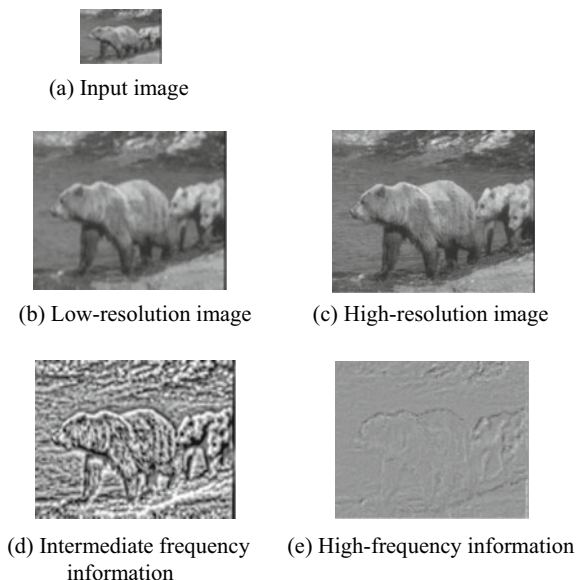 (a) Input image
(b) Low-resolution image
(c) High-resolution image
(d) Intermediate frequency
information
(e) High-frequency information